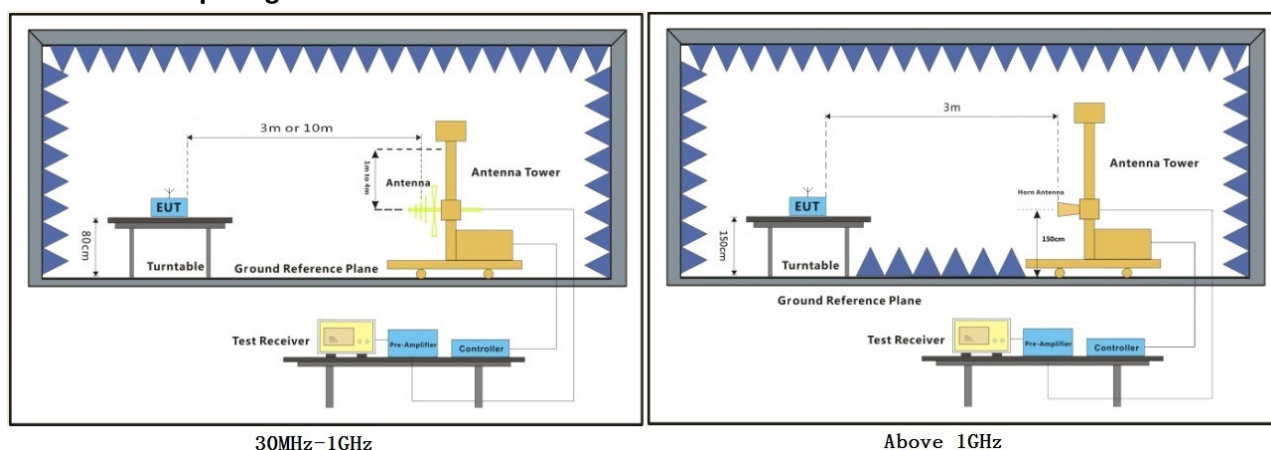 3m or 10m
1m to 4m
Antenna
Antenna Tower
EUT
80cm
Turntable
Ground Reference Plane
Test Receiver
Pre-Amplifier
Controller
30MHz-1GHz
3m
Antenna Tower
Horn Antenna
EUT
150cm
150cm
Turntable
Ground Reference Plane
Test Receiver
Pre-Amplifier
Controller
Above 1GHz